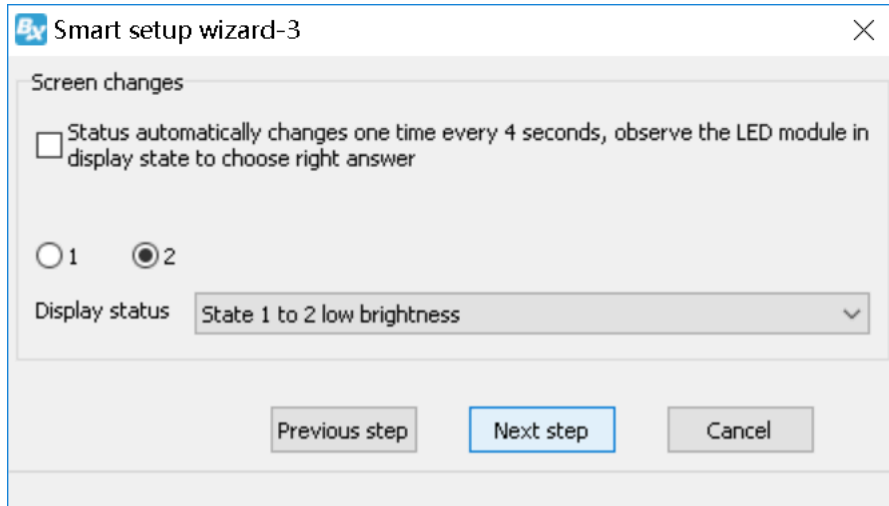 BX Smart setup wizard-3
Screen changes
Status automatically changes one time every 4 seconds, observe the LED module in
display state to choose right answer
1 2
Display status State 1 to 2 low brightness
Previous step Next step Cancel